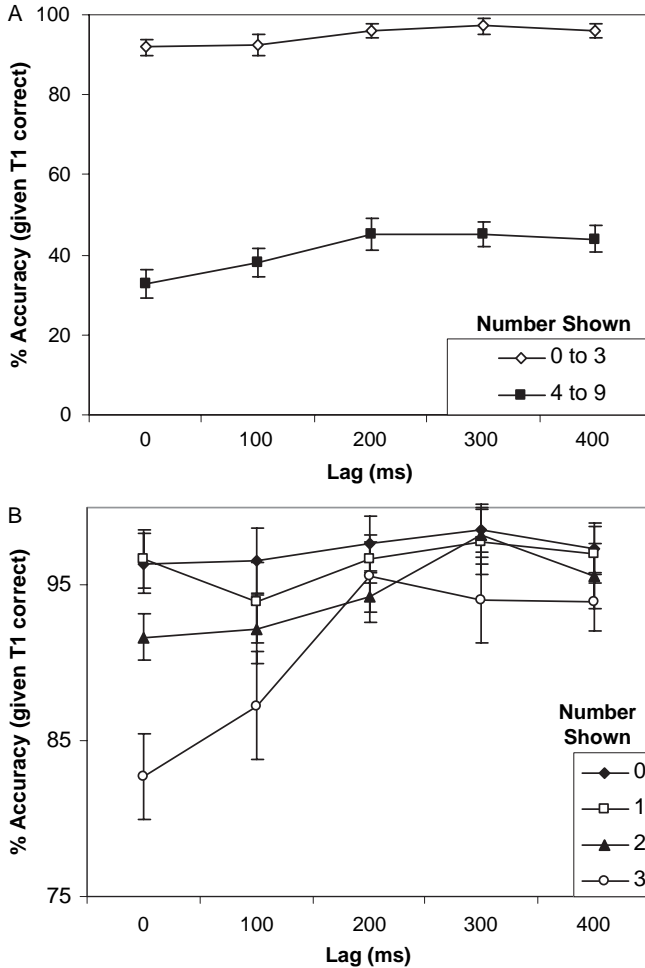 A
% Accuracy (given T1 correct)
100
80
60
40
20
0
0 100 200 300 400
Lag (ms)
Number Shown
0 to 3
4 to 9
B
% Accuracy (given T1 correct)
95
85
75
0 100 200 300 400
Lag (ms)
Number
Shown
0
1
2
3